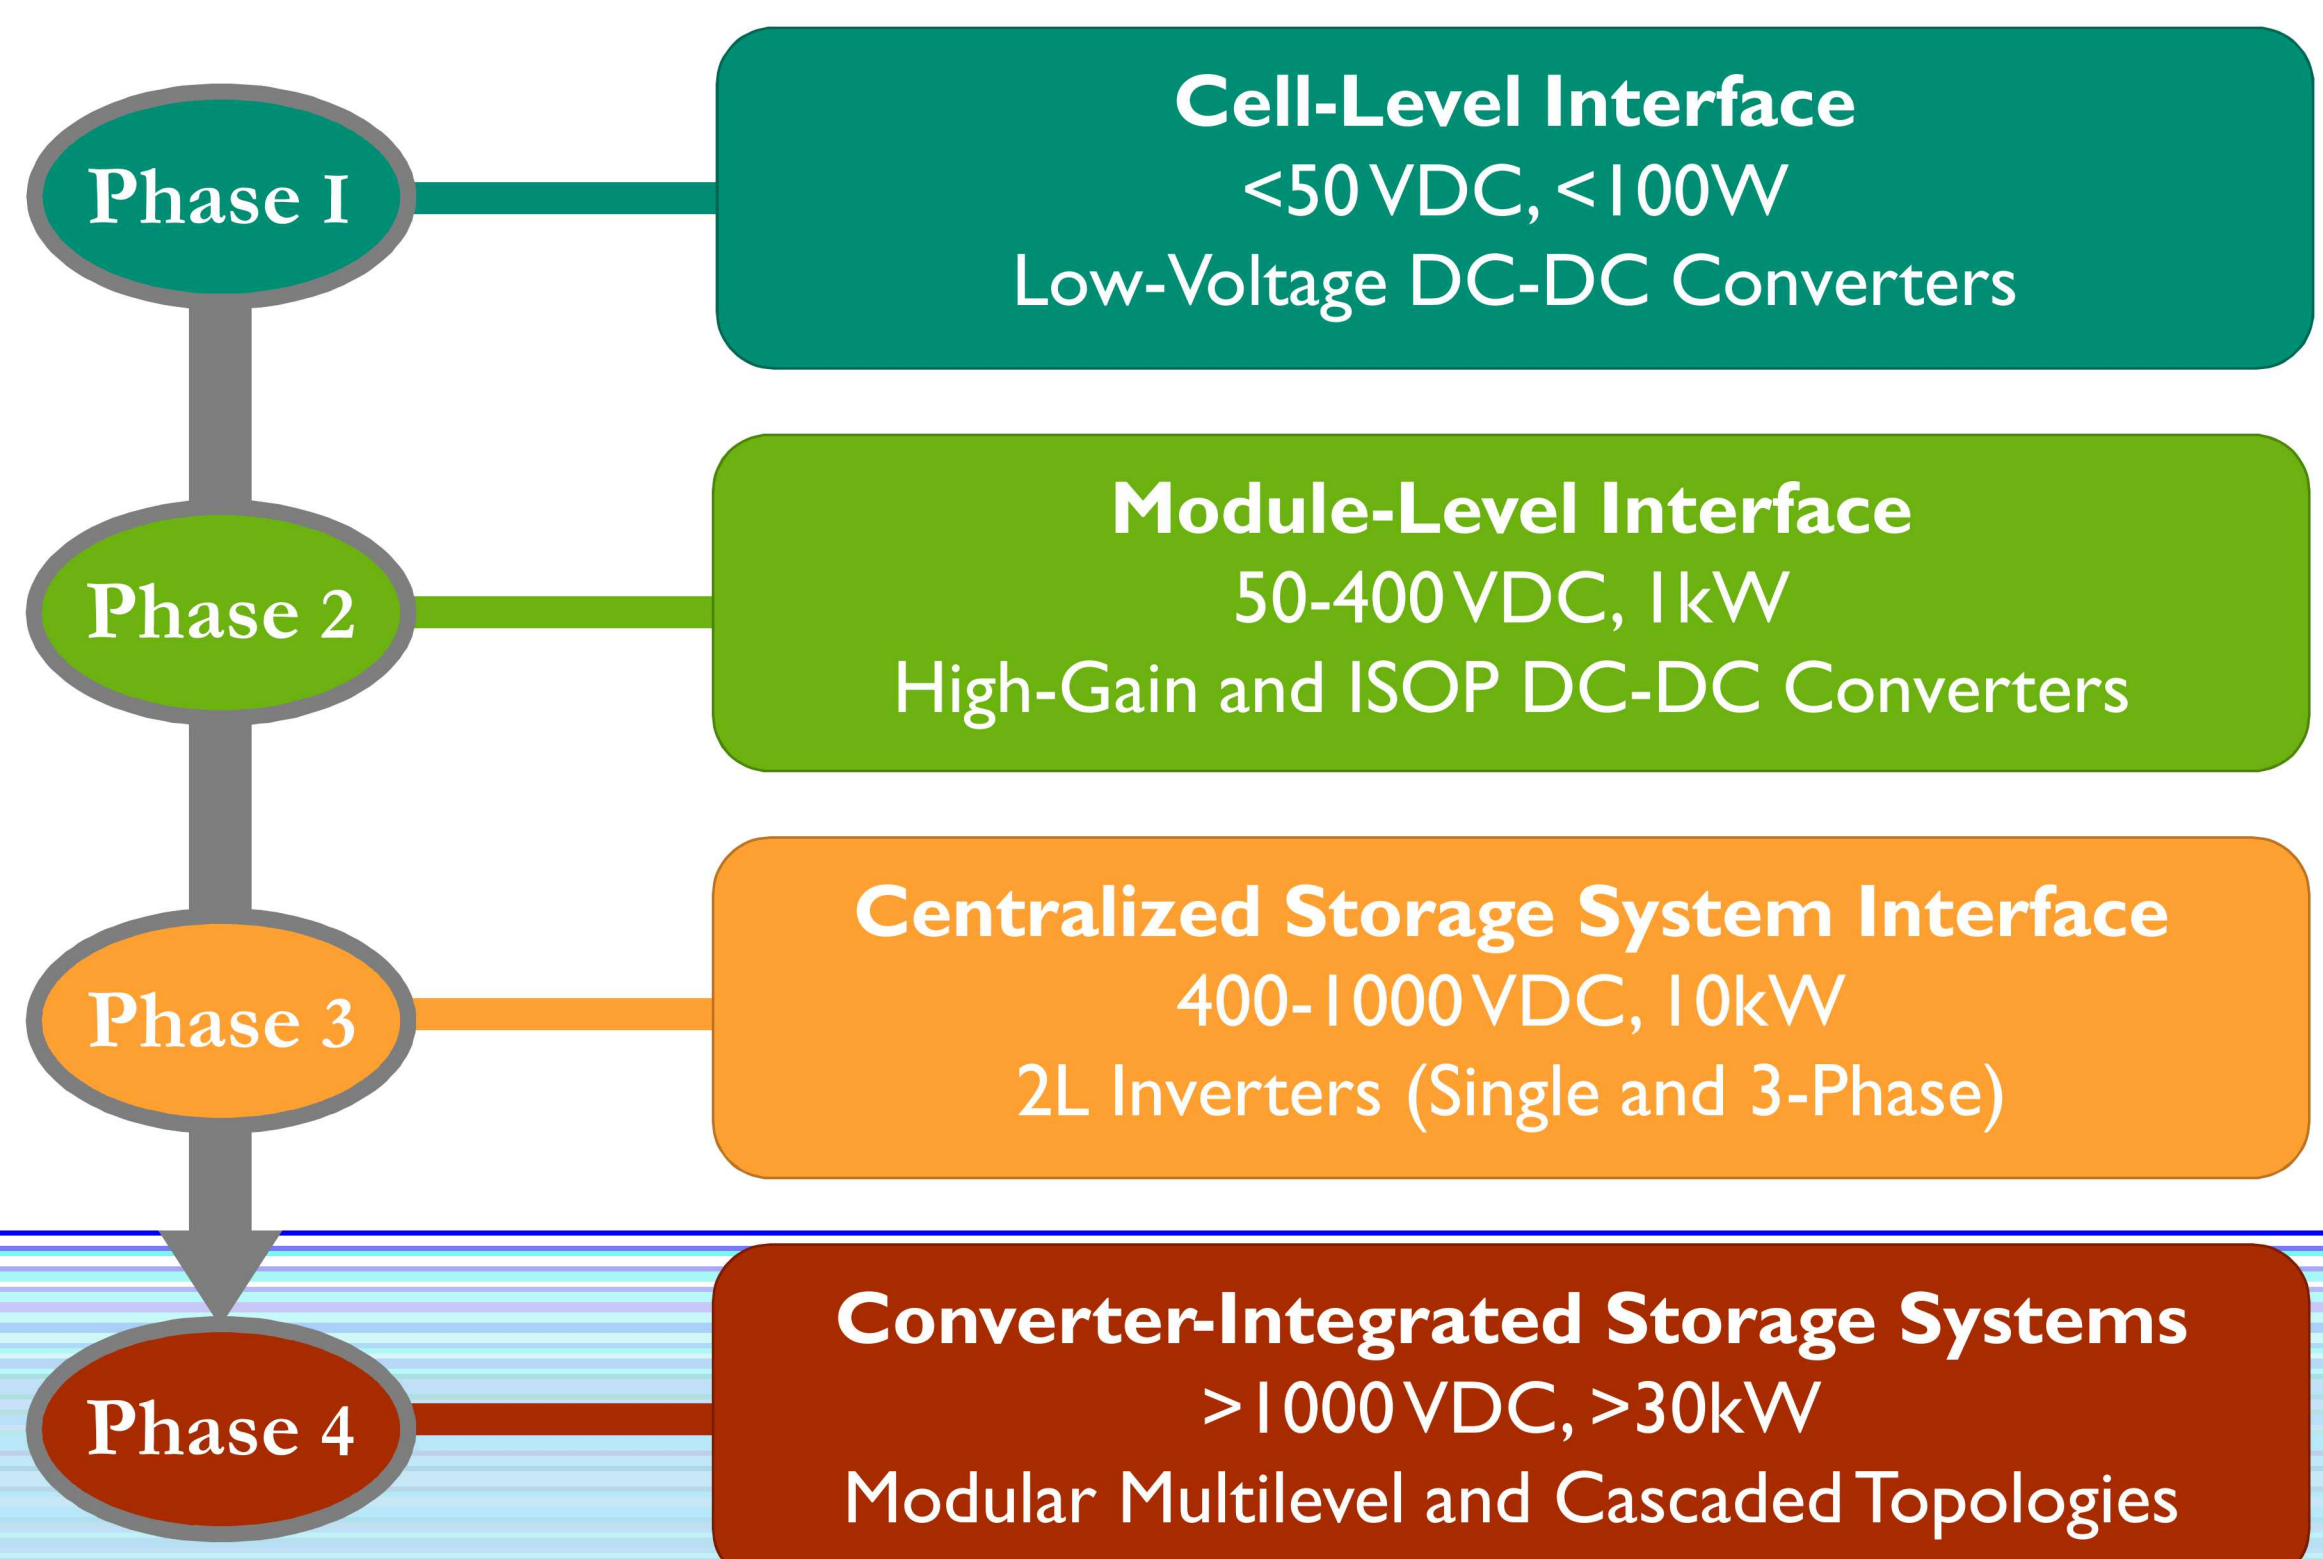 Phase 1
Cell-Level Interface
<50 VDC, <100W
Low-Voltage DC-DC Converters
Phase 2
Module-Level Interface
50-400 VDC, 1kW
High-Gain and ISOP DC-DC Converters
Phase 3
Centralized Storage System Interface
400-1000 VDC, 10kW
2L Inverters (Single and 3-Phase)
Phase 4
Converter-Integrated Storage Systems
>1000 VDC, >30kW
Modular Multilevel and Cascaded Topologies